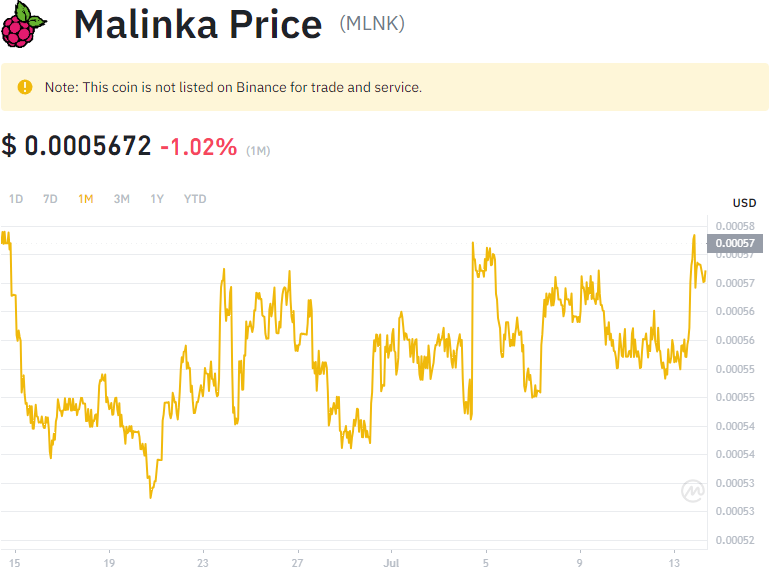 Malinka Price (MLNK)
Note: This coin is not listed on Binance for trade and service.
$ 0.0005672 -1.02% (1M)
1D 7D 1M 3M 1Y YTD
USD
0.00058
0.00057
0.00057
0.00057
0.00056
0.00056
0.00055
0.00055
0.00054
0.00054
0.00053
0.00053
0.00052
15 19 23 27 Jul 5 9 13